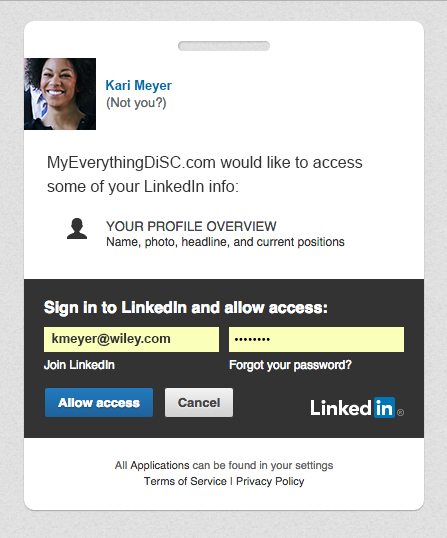 Kari Meyer
(Not you?)
MyEverythingDiSC.com would like to access
some of your LinkedIn info:
YOUR PROFILE OVERVIEW
Name, photo, headline, and current positions
Sign in to LinkedIn and allow access:
kmeyer@wiley.com ••••••••
Join LinkedIn Forgot your password?
Allow access Cancel LinkedIn®
All Applications can be found in your settings
Terms of Service | Privacy Policy